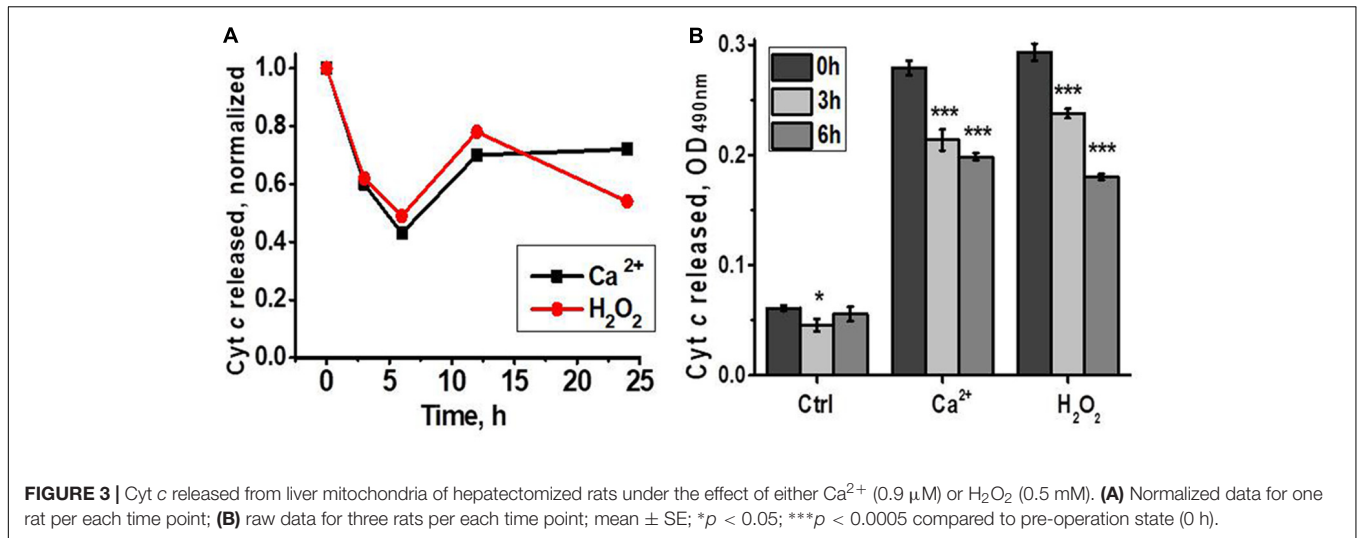 A
Cyt c released, normalized
1.0
0.8
0.6
0.4
0.2
0.0
0 5 10 15 20 25
Time, h
Ca 2+
H2O2
B
Cyt c released, OD490nm
0.3
0.2
0.1
0.0
0h
3h
6h
*
***
***
***
***
Ctrl Ca2+ H2O2
FIGURE 3 | Cyt c released from liver mitochondria of hepatectomized rats under the effect of either Ca2+ (0.9 μM) or H2O2 (0.5 mM). (A) Normalized data for one
rat per each time point; (B) raw data for three rats per each time point; mean ± SE; *p < 0.05; ***p < 0.0005 compared to pre-operation state (0 h).